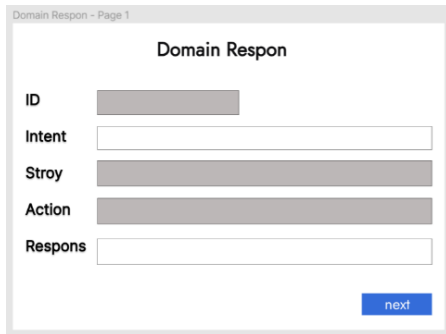 Domain Respon - Page 1
Domain Respon
ID
Intent
Stroy
Action
Respons
next